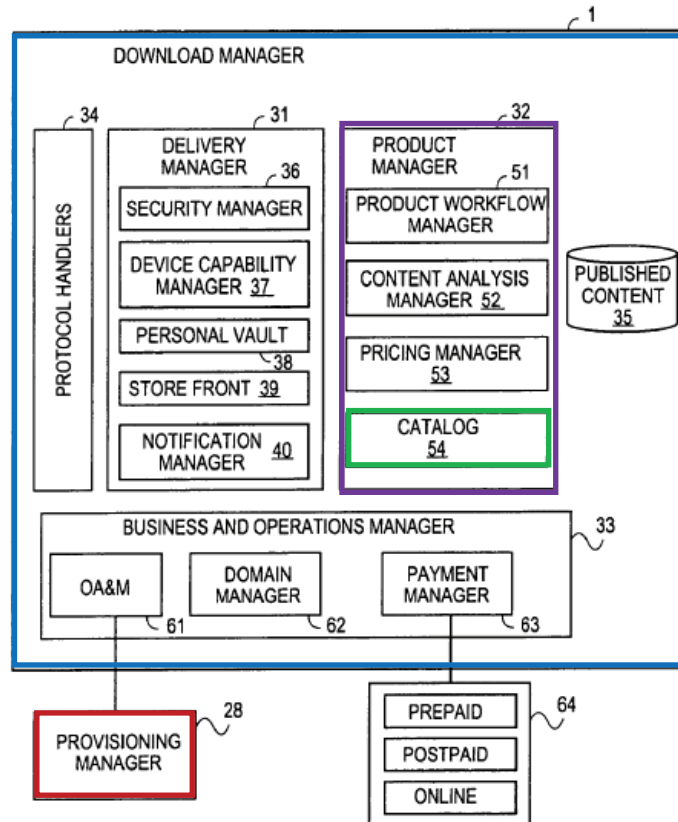 1
DOWNLOAD MANAGER
34
31
32
PROTOCOL HANDLERS
DELIVERY
MANAGER
36
SECURITY MANAGER
DEVICE CAPABILITY
MANAGER 37
PERSONAL VAULT
38
STORE FRONT 39
NOTIFICATION
MANAGER 40
PRODUCT
MANAGER
51
PRODUCT WORKFLOW
MANAGER
CONTENT ANALYSIS
MANAGER 52
PRICING MANAGER
53
CATALOG
54
PUBLISHED
CONTENT
35
BUSINESS AND OPERATIONS MANAGER
33
OA&M
61
DOMAIN
MANAGER
62
PAYMENT
MANAGER
63
28
PROVISIONING
MANAGER
64
PREPAID
POSTPAID
ONLINE